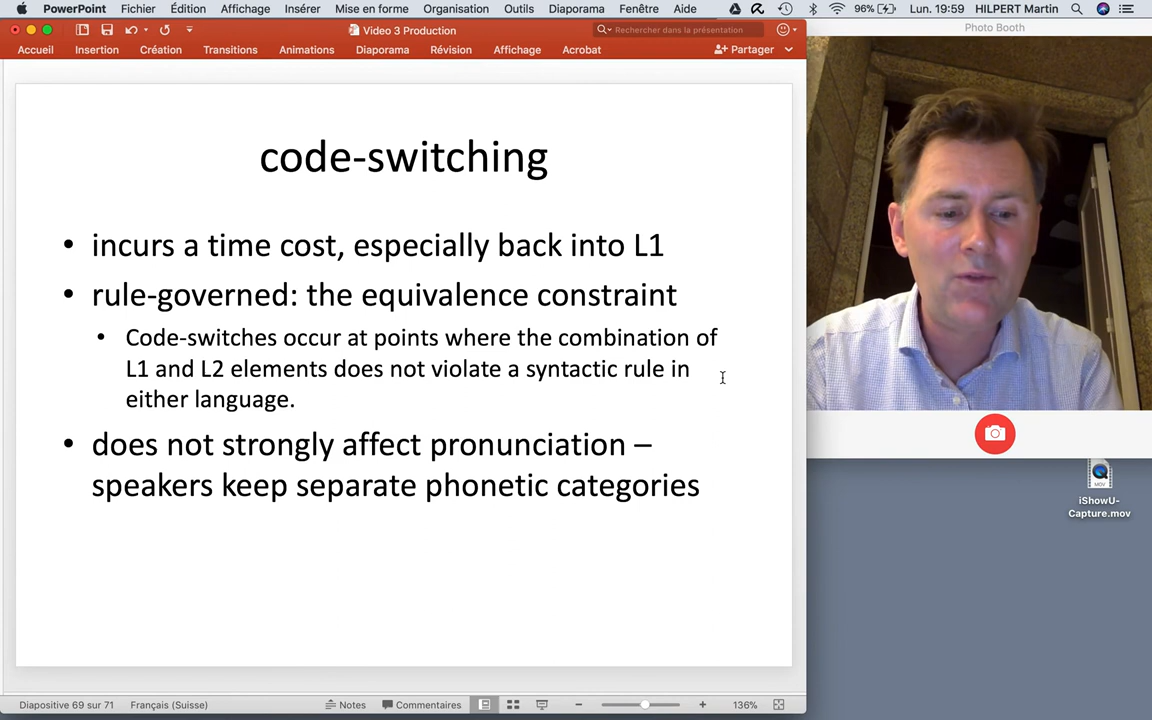 PowerPoint Fichier Édition Affichage Insérer Mise en forme Organisation Outils Diaporama Fenêtre Aide 96% Lun. 19:59 HILPERT Martin
Video 3 Production
Rechercher dans la présentation
Accueil Insertion Création Transitions Animations Diaporama Révision Affichage Acrobat Partager
Photo Booth
code-switching
• incurs a time cost, especially back into L1
• rule-governed: the equivalence constraint
• Code-switches occur at points where the combination of
L1 and L2 elements does not violate a syntactic rule in
either language.
• does not strongly affect pronunciation –
speakers keep separate phonetic categories
MOV
iShowU-
Capture.mov
Diapositive 69 sur 71 Français (Suisse) Notes Commentaires 136%